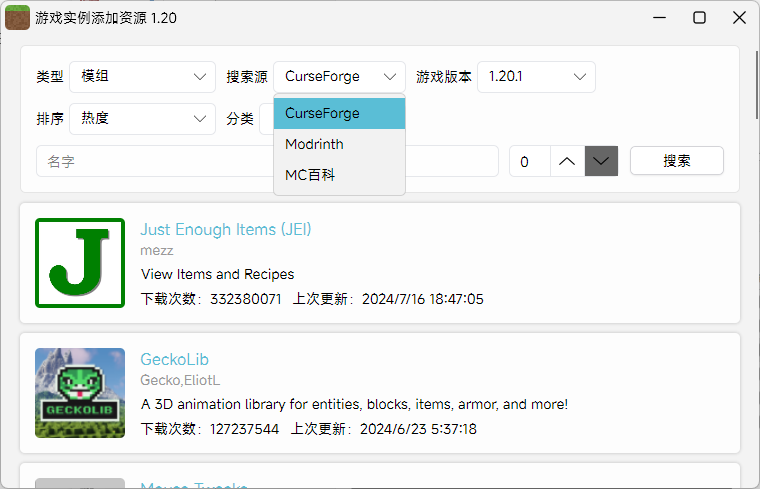 游戏实例添加资源 1.20
类型 模组 搜索源 CurseForge 游戏版本 1.20.1
排序 热度 分类 CurseForge
Modrinth
MC百科
名字 0 搜索
Just Enough Items (JEI)
mezz
View Items and Recipes
下载次数：332380071 上次更新：2024/7/16 18:47:05
J
GeckoLib
Gecko,EliotL
GECKOLIB
A 3D animation library for entities, blocks, items, armor, and more!
下载次数：127237544 上次更新：2024/6/23 5:37:18